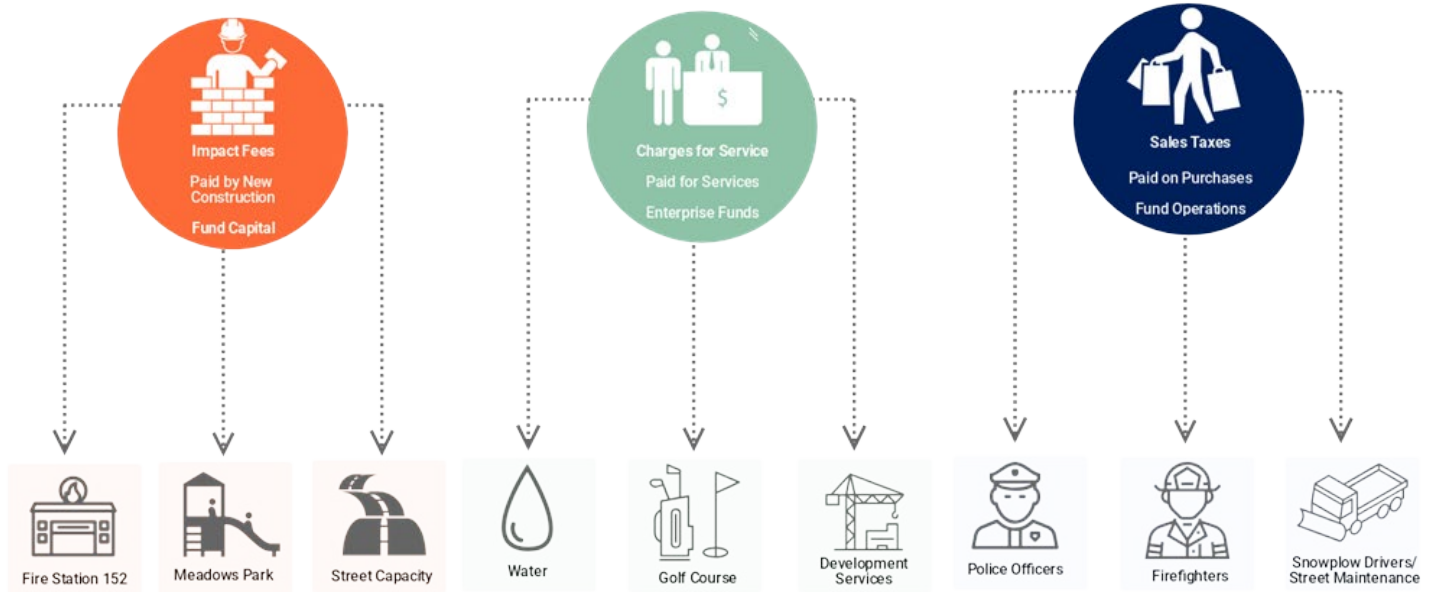 Impact Fees
Paid by New
Construction
Fund Capital
$
Charges for Service
Paid for Services
Enterprise Funds
Sales Taxes
Paid on Purchases
Fund Operations
Fire Station 152
Meadows Park
Street Capacity
Water
Golf Course
Development
Services
Police Officers
Firefighters
Snowplow Drivers/
Street Maintenance